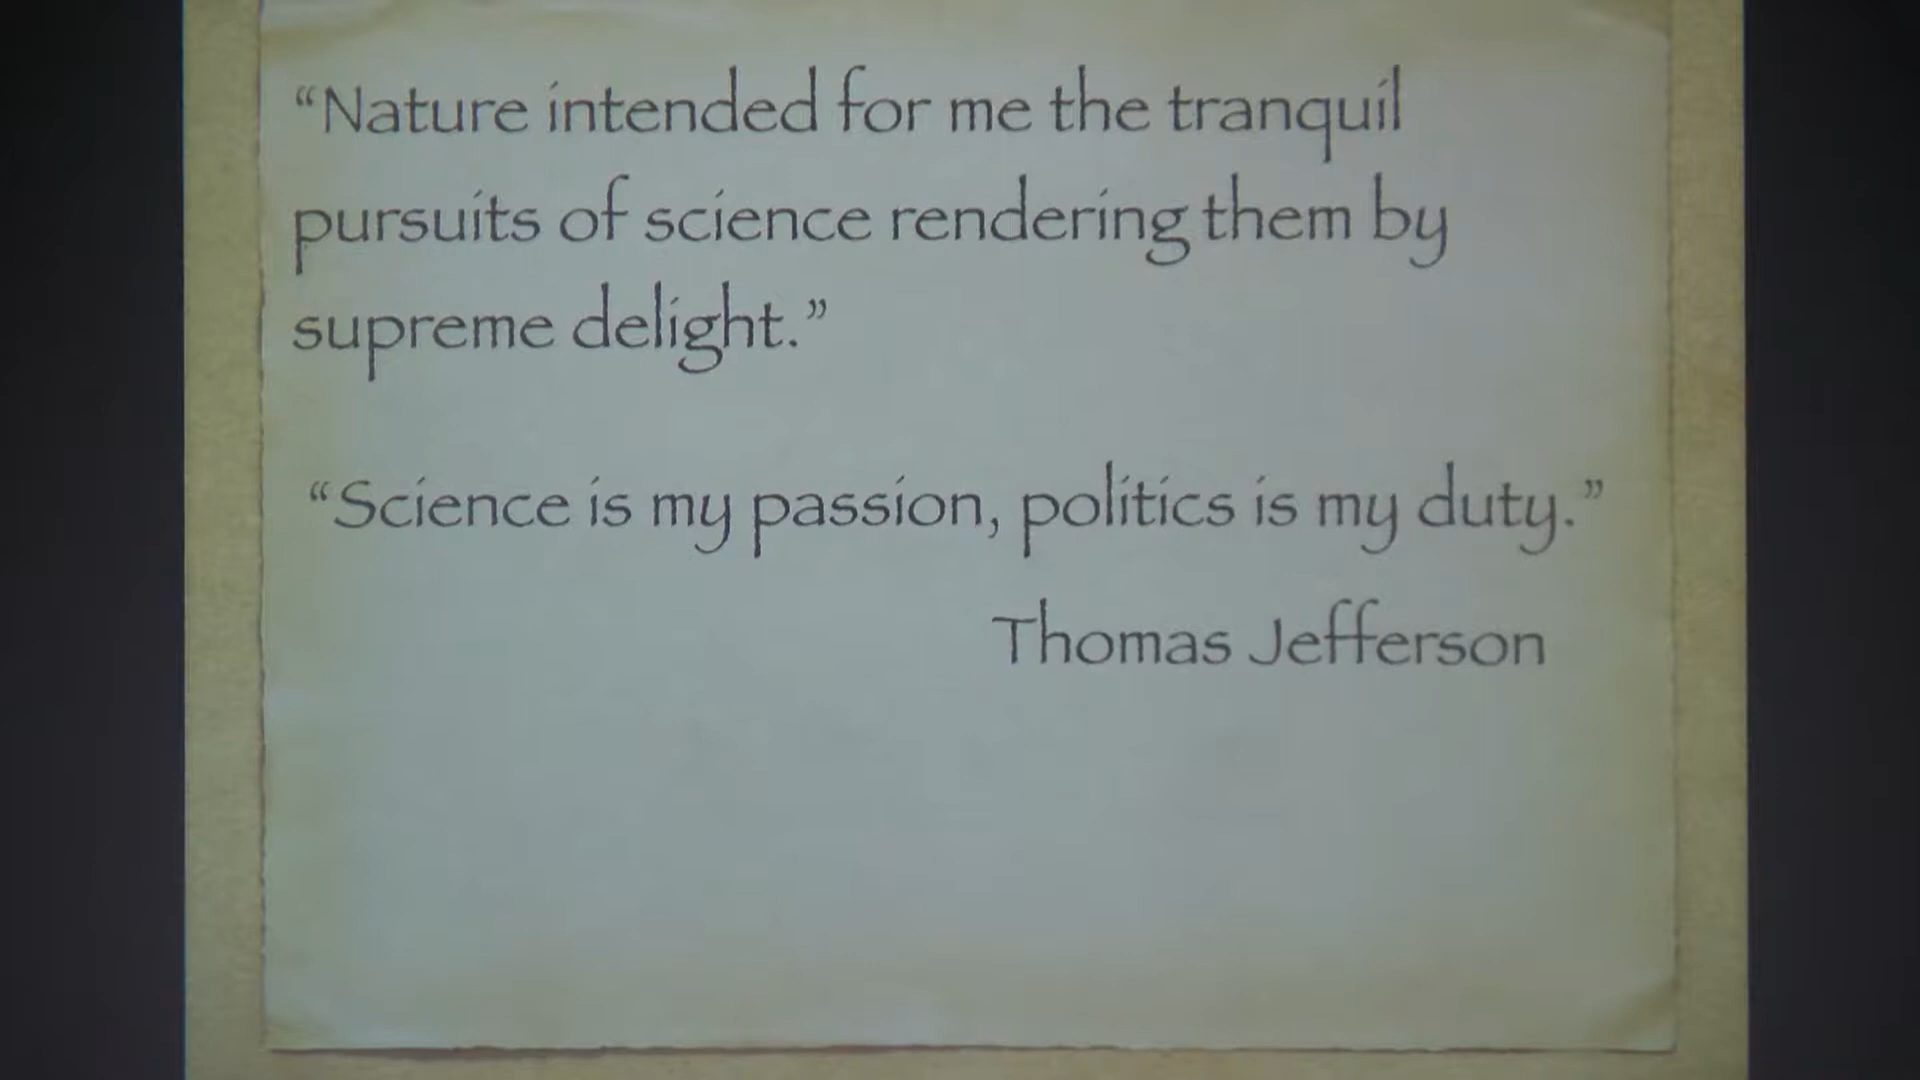 “Nature intended for me the tranquil
pursuits of science rendering them by
supreme delight.”
“Science is my passion, politics is my duty.”
Thomas Jefferson